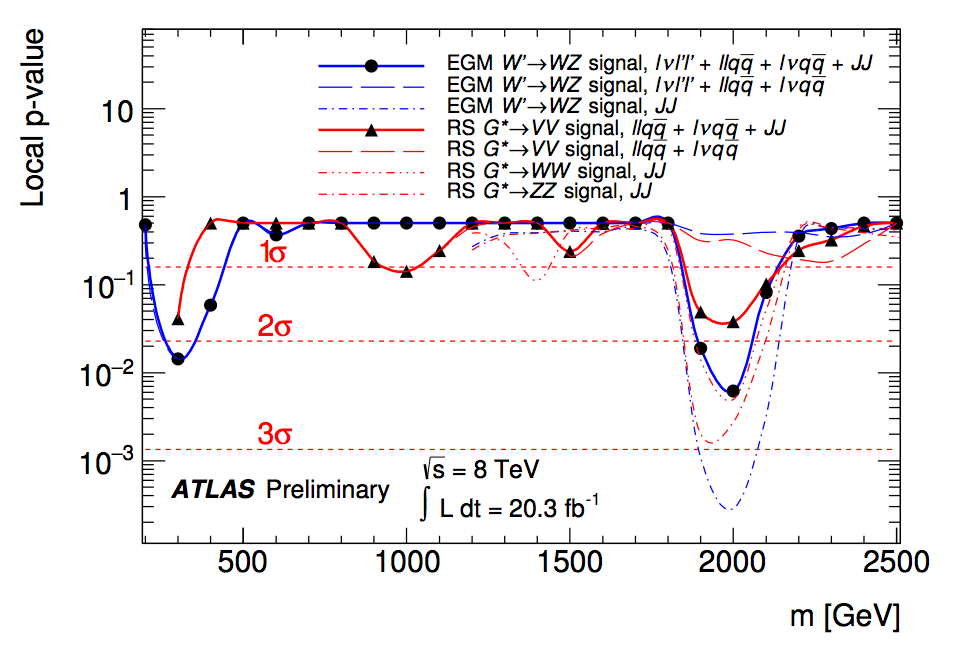 Local p-value
10
1
10⁻¹
10⁻²
10⁻³
EGM W'→WZ signal, lνl'l' + llqq̅ + lνqq̅ + JJ
EGM W'→WZ signal, lνl'l' + llqq̅ + lνqq̅
EGM W'→WZ signal, JJ
RS G*→VV signal, llqq̅ + lνqq̅ + JJ
RS G*→VV signal, llqq̅ + lνqq̅
RS G*→WW signal, JJ
RS G*→ZZ signal, JJ
1σ
2σ
3σ
ATLAS Preliminary
√s = 8 TeV
∫ L dt = 20.3 fb⁻¹
500 1000 1500 2000 2500
m [GeV]